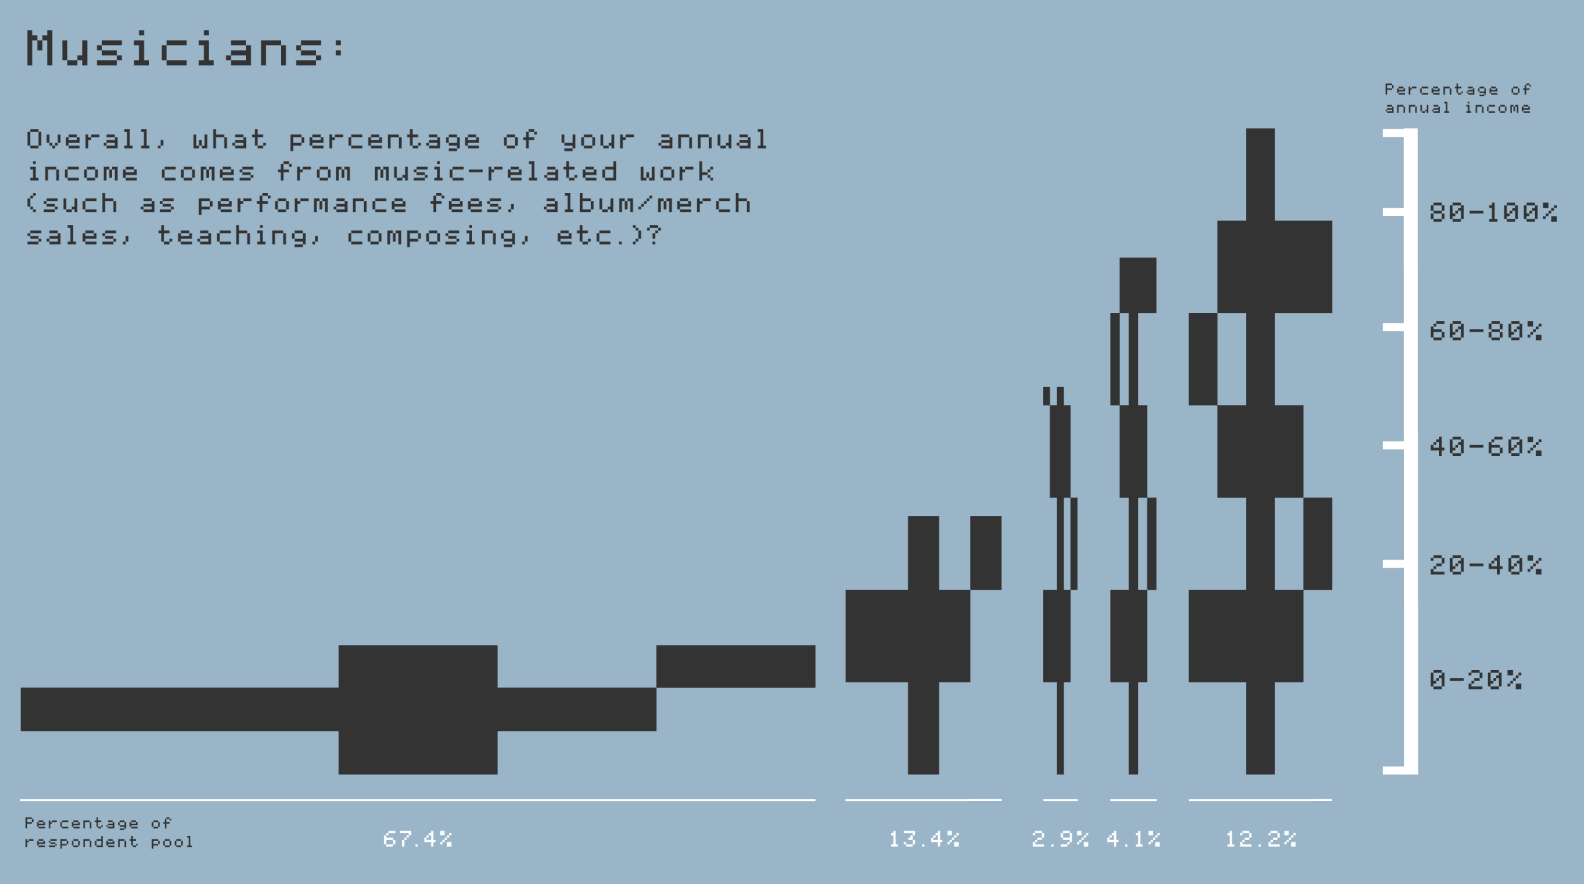 Musicians:
Overall, what percentage of your annual
income comes from music-related work
(such as performance fees, album/merch
sales, teaching, composing, etc.)?
Percentage of
annual income
80-100%
60-80%
40-60%
20-40%
0-20%
Percentage of
respondent pool
67.4%
13.4%
2.9%
4.1%
12.2%